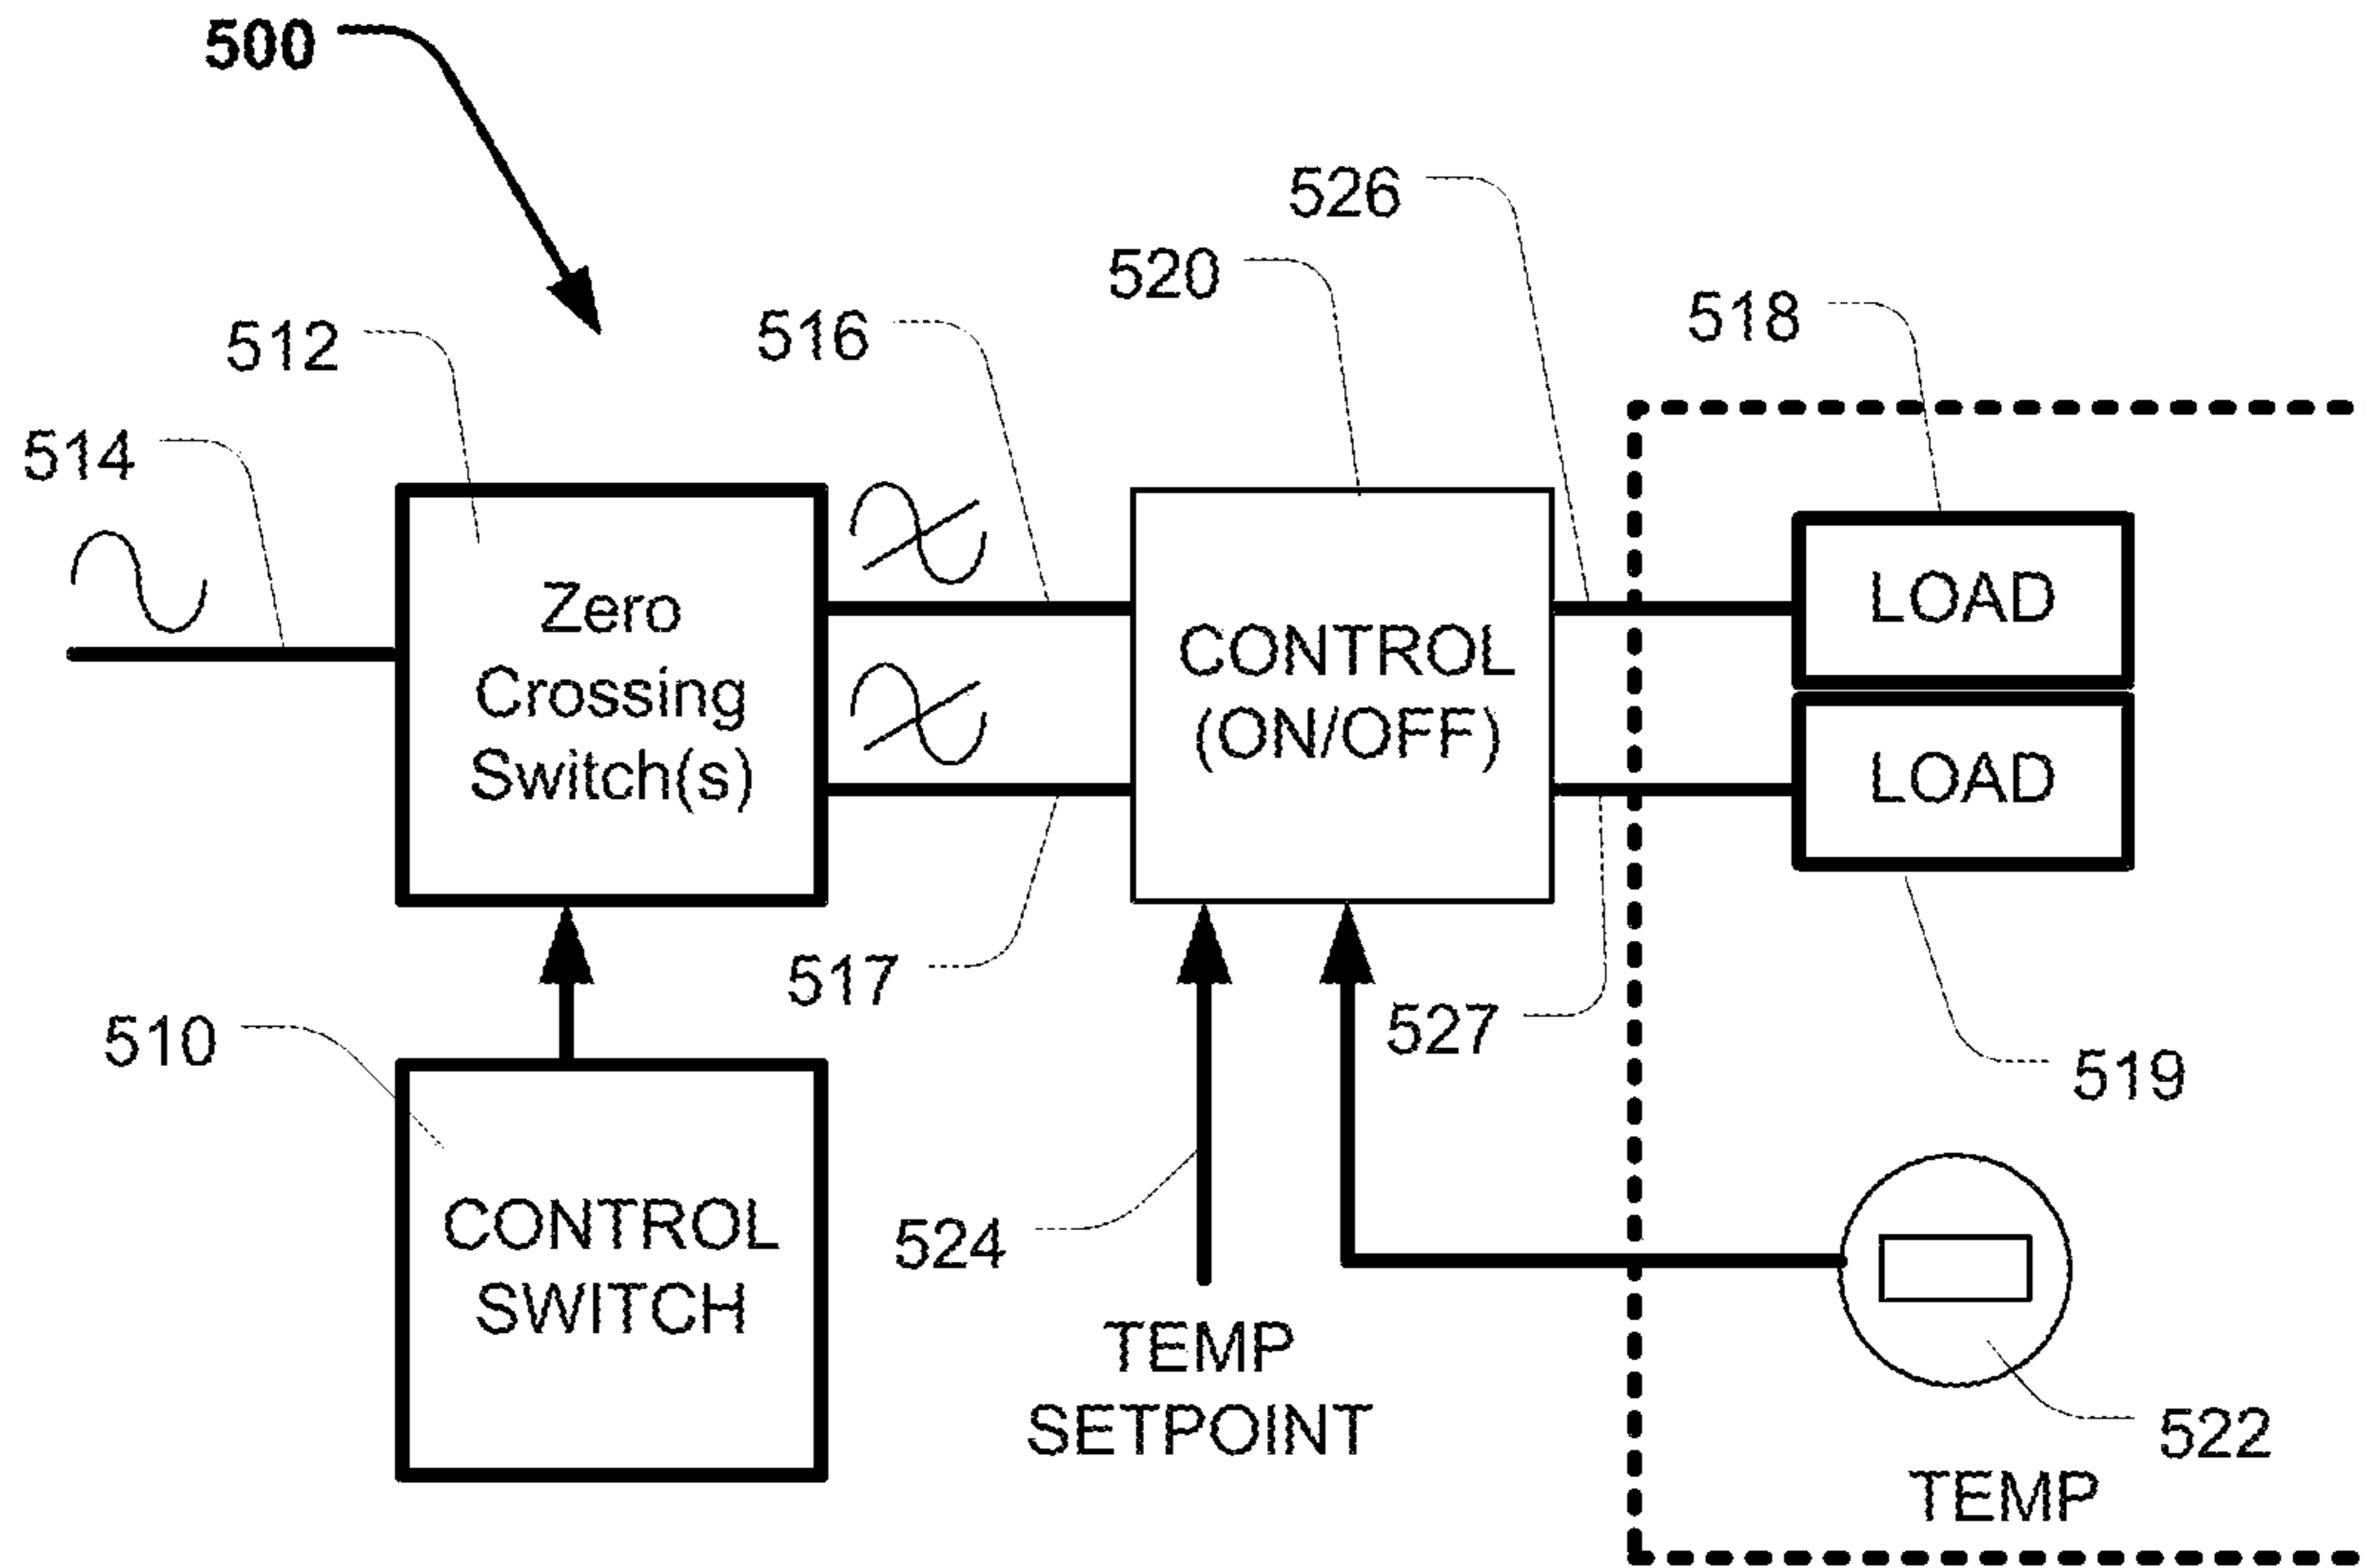 500
526
520
518
516
512
514
Zero
Crossing
Switch(s)
CONTROL
(ON/OFF)
LOAD
LOAD
517
527
510
519
CONTROL
SWITCH
524
TEMP
SETPOINT
522
TEMP